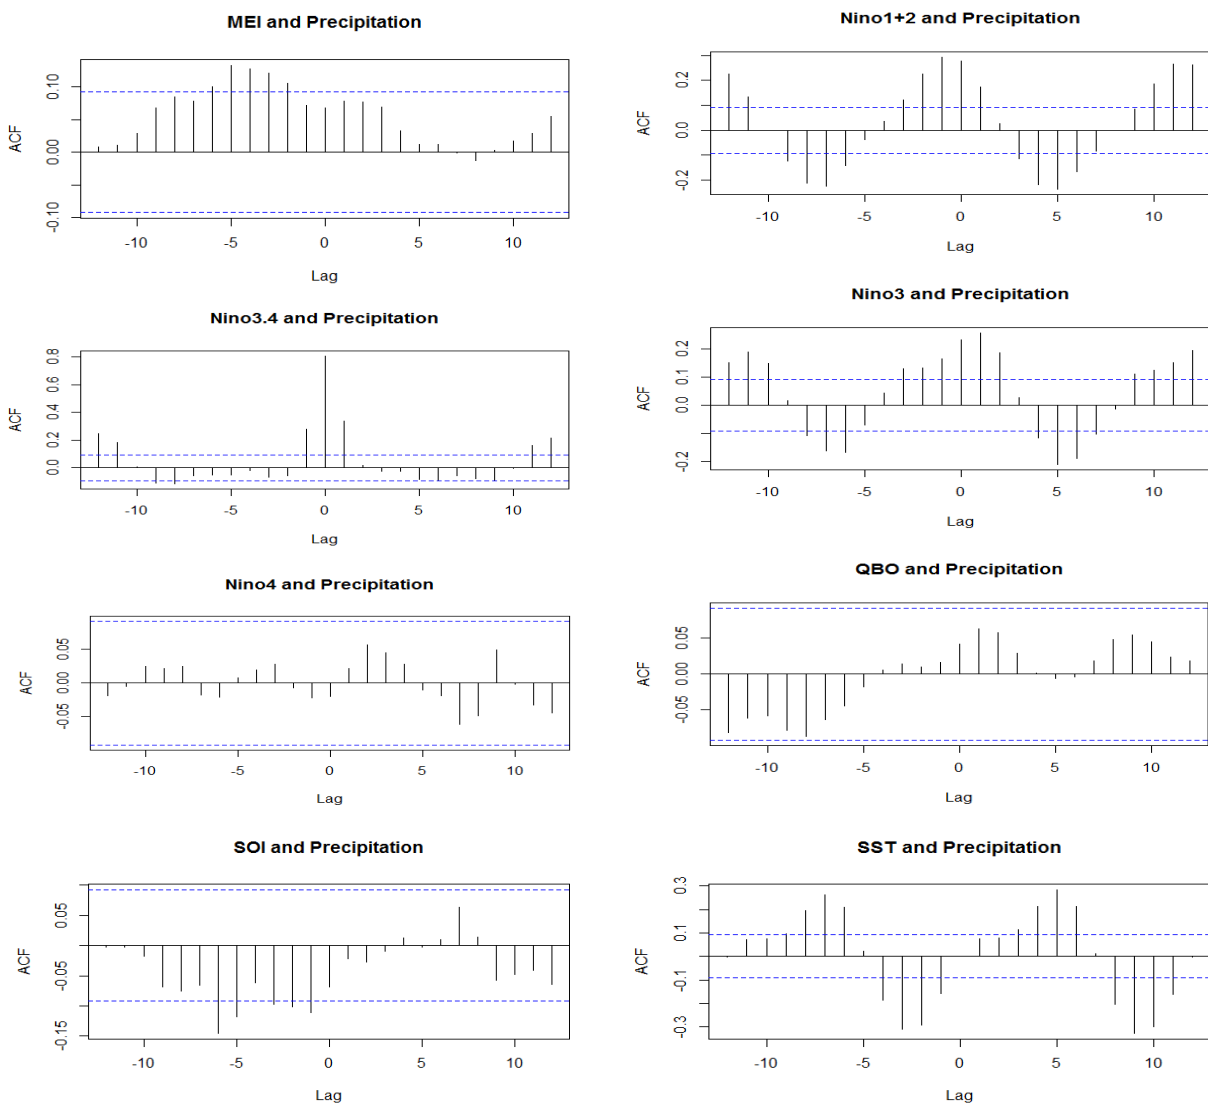 MEI and Precipitation
ACF
0.10
0.00
-0.10
-10 -5 0 5 10
Lag
Nino1+2 and Precipitation
ACF
0.2
0.0
-0.2
-10 -5 0 5 10
Lag
Nino3.4 and Precipitation
ACF
0.8
0.6
0.4
0.2
0.0
-10 -5 0 5 10
Lag
Nino3 and Precipitation
ACF
0.2
0.1
0.0
-0.2
-10 -5 0 5 10
Lag
Nino4 and Precipitation
ACF
0.05
0.00
-0.05
-10 -5 0 5 10
Lag
QBO and Precipitation
ACF
0.05
0.00
-0.05
-10 -5 0 5 10
Lag
SOI and Precipitation
ACF
0.05
-0.05
-0.15
-10 -5 0 5 10
Lag
SST and Precipitation
ACF
0.3
0.1
-0.1
-0.3
-10 -5 0 5 10
Lag